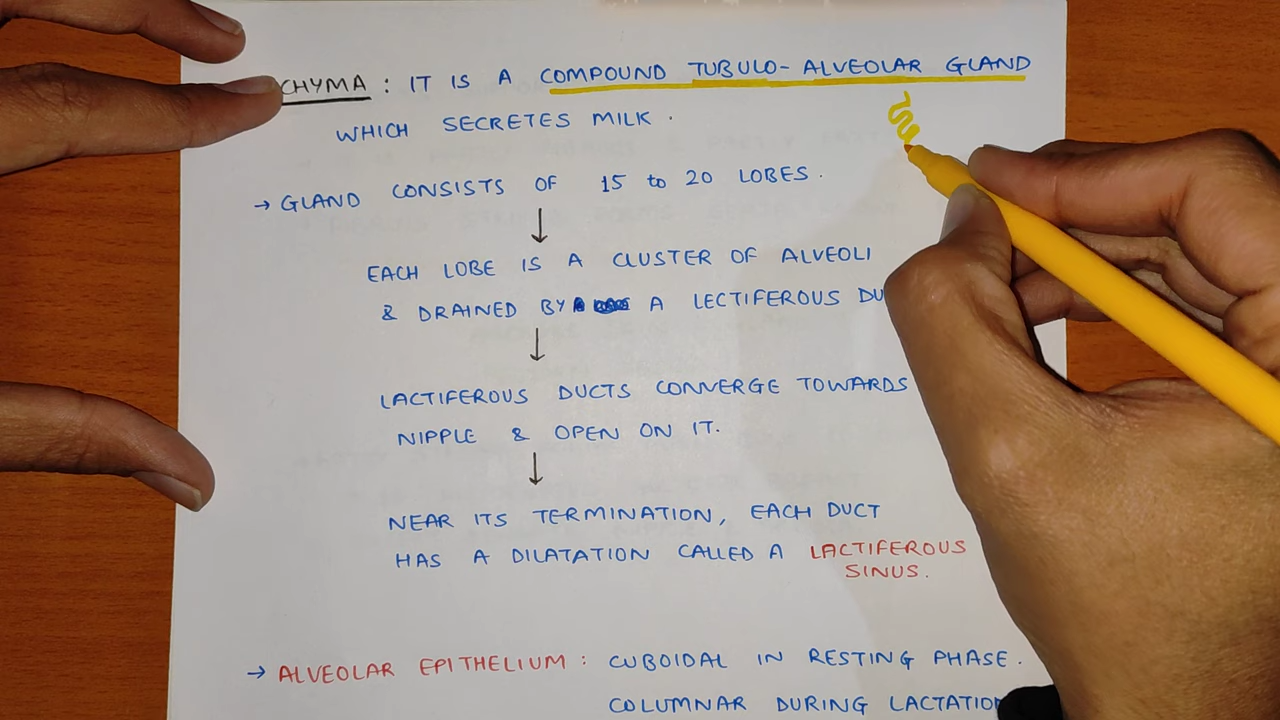 CHYMA : IT IS A COMPOUND TUBULO- ALVEOLAR GLAND
WHICH SECRETES MILK .
→ GLAND CONSISTS OF 15 to 20 LOBES .
↓
EACH LOBE IS A CLUSTER OF ALVEOLI
& DRAINED BY A LECTIFEROUS DU
↓
LACTIFEROUS DUCTS CONVERGE TOWARDS
NIPPLE & OPEN ON IT.
↓
NEAR ITS TERMINATION, EACH DUCT
HAS A DILATATION CALLED A LACTIFEROUS
SINUS.
→ ALVEOLAR EPITHELIUM : CUBOIDAL IN RESTING PHASE .
COLUMNAR DURING LACTATION